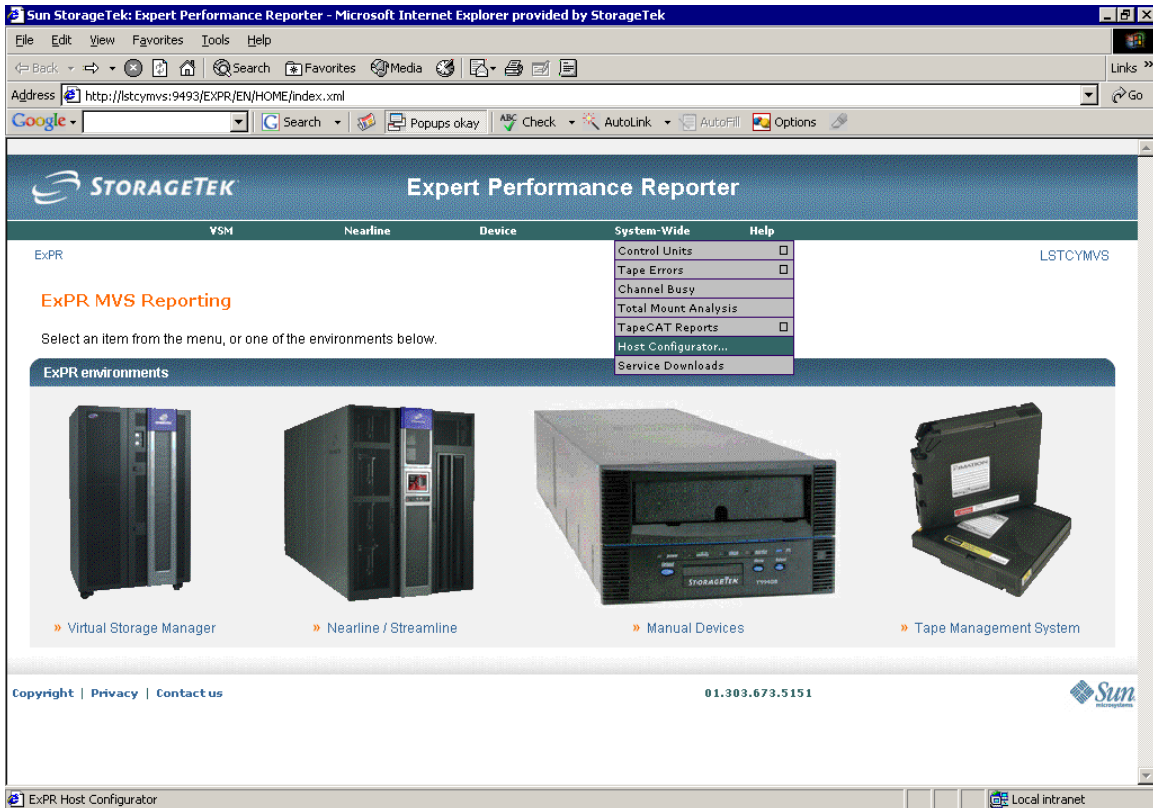 Sun StorageTek: Expert Performance Reporter - Microsoft Internet Explorer provided by StorageTek
File Edit View Favorites Tools Help
Back Search Favorites Media Links »
Address http://lstcymvs:9493/EXPR/EN/HOME/index.xml Go
Google Search Popups okay ABC Check AutoLink AutoFill Options
STORAGETEK Expert Performance Reporter
VSM Nearline Device System-Wide Help
ExPR LSTCYMVS
Control Units
Tape Errors
Channel Busy
Total Mount Analysis
TapeCAT Reports
Host Configurator...
Service Downloads
ExPR MVS Reporting
Select an item from the menu, or one of the environments below.
ExPR environments
STORAGETEK
» Virtual Storage Manager » Nearline / Streamline » Manual Devices » Tape Management System
Copyright | Privacy | Contact us 01.303.673.5151 Sun microsystems
ExPR Host Configurator Local intranet